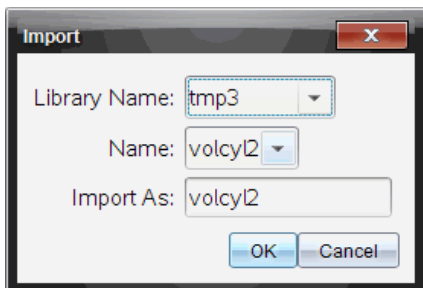 Import
Library Name: tmp3
Name: volcyl2
Import As: volcyl2
OK Cancel